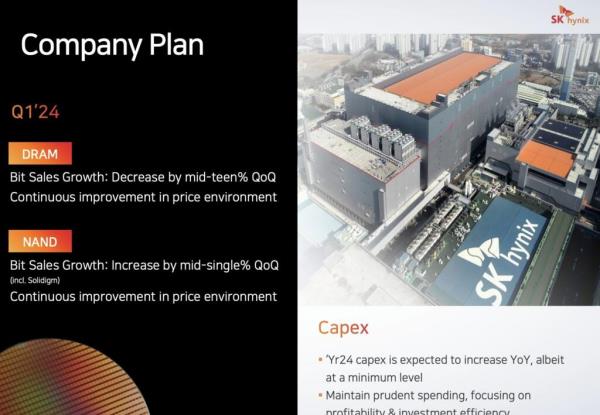 Company Plan
Q1'24
DRAM
Bit Sales Growth: Decrease by mid-teen% QoQ
Continuous improvement in price environment
NAND
Bit Sales Growth: Increase by mid-single% QoQ
(incl. Solidigm)
Continuous improvement in price environment
SK hynix
SK hynix
Capex
• 'Yr24 capex is expected to increase YoY, albeit
at a minimum level
• Maintain prudent spending, focusing on
profitability & investment efficiency